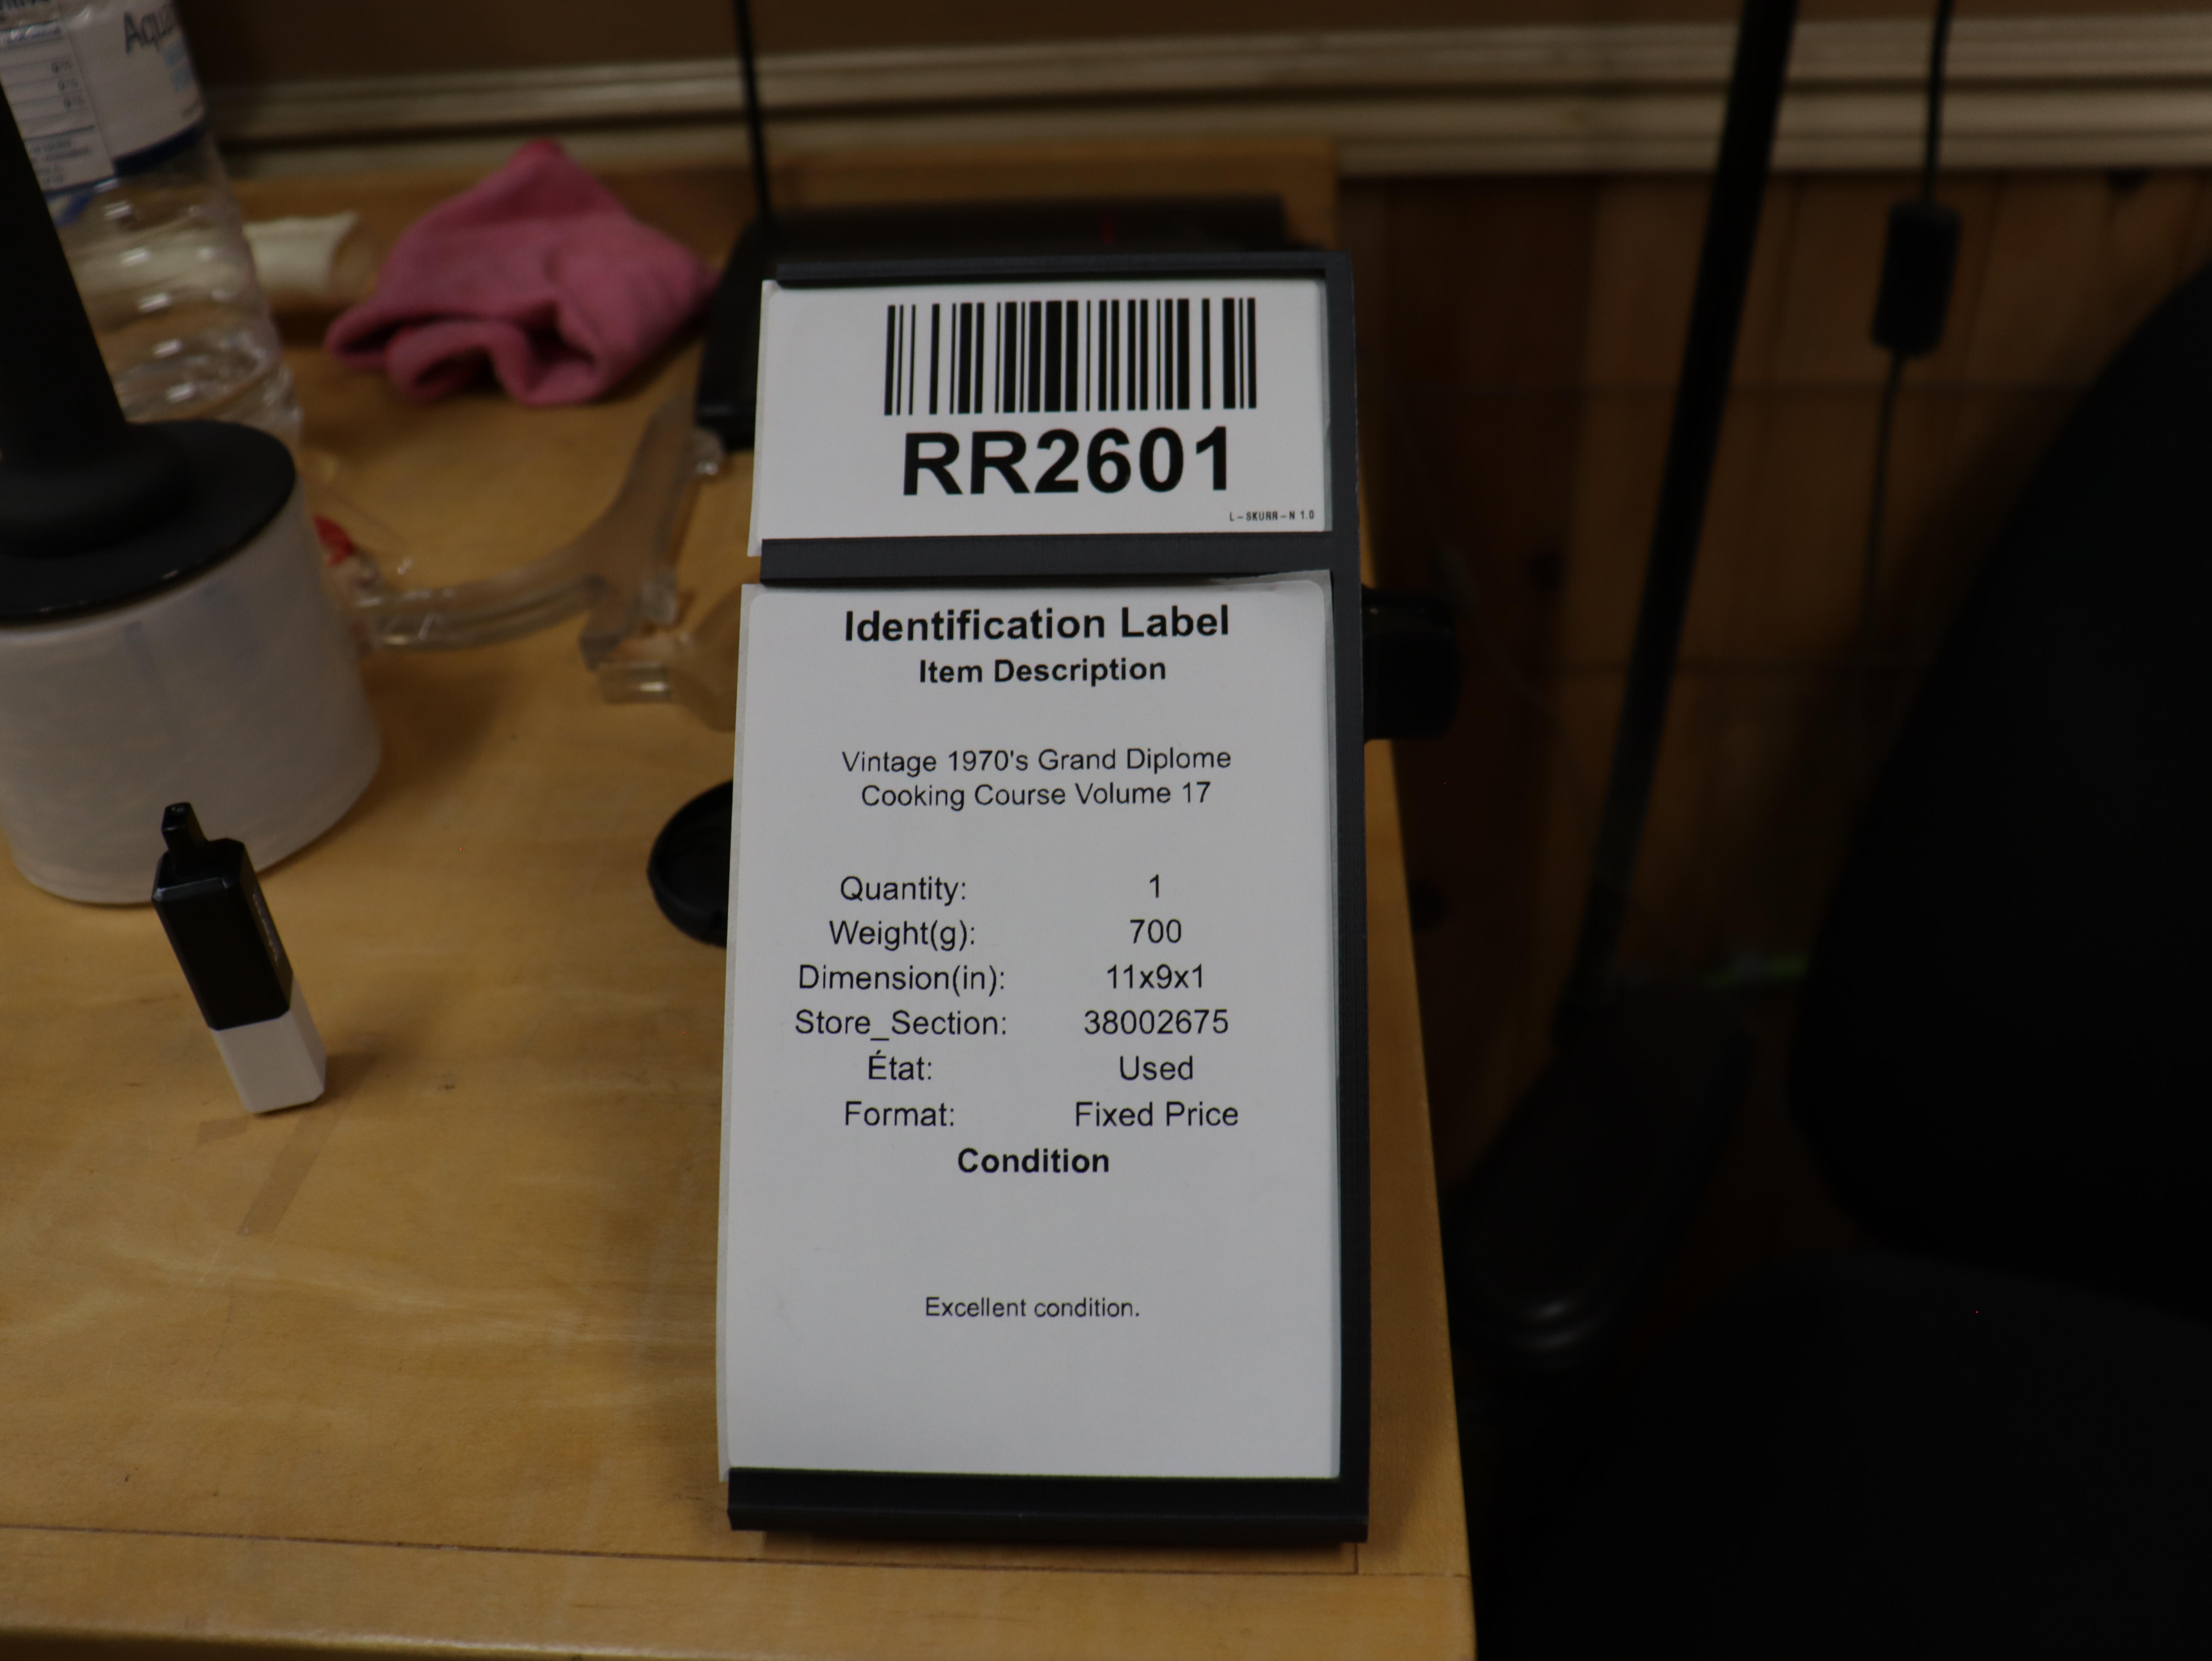 Aqua
RR2601
L-SKURR-N 1.0
Identification Label
Item Description
Vintage 1970's Grand Diplome
Cooking Course Volume 17
Quantity: 1
Weight(g): 700
Dimension(in): 11x9x1
Store_Section: 38002675
État: Used
Format: Fixed Price
Condition
Excellent condition.